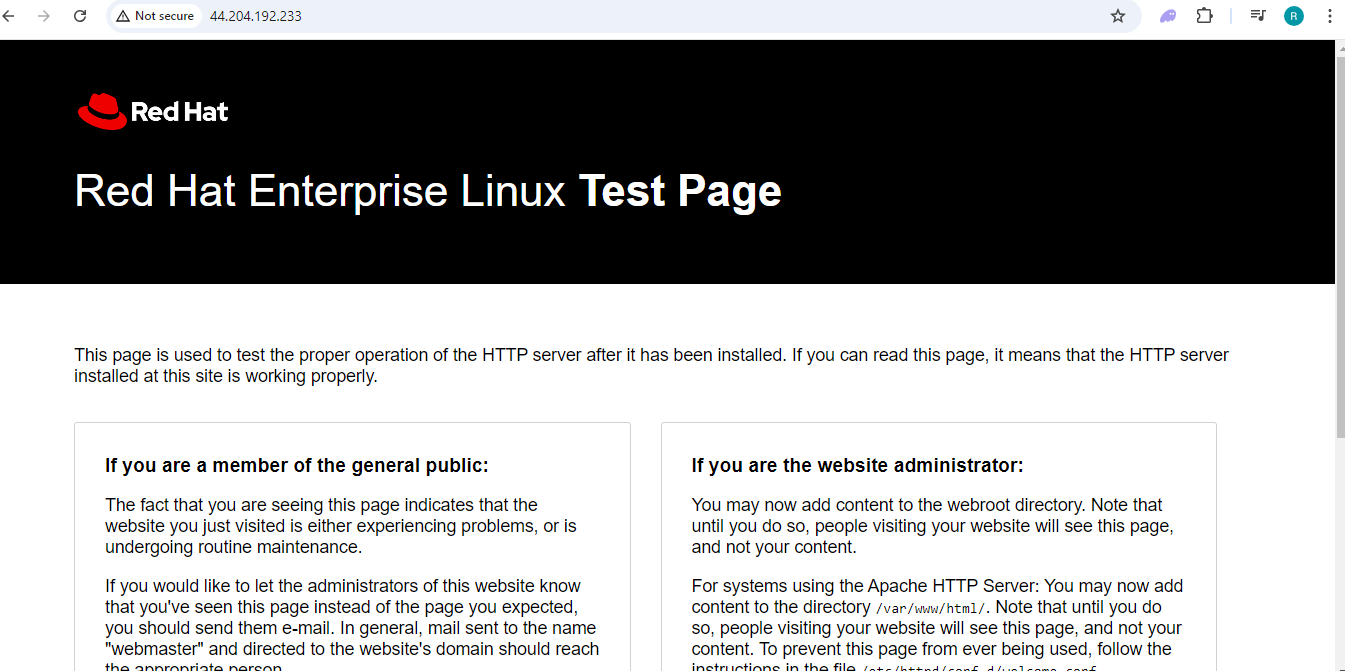 Not secure 44.204.192.233
R
Red Hat
Red Hat Enterprise Linux Test Page
This page is used to test the proper operation of the HTTP server after it has been installed. If you can read this page, it means that the HTTP server
installed at this site is working properly.
If you are a member of the general public:
The fact that you are seeing this page indicates that the
website you just visited is either experiencing problems, or is
undergoing routine maintenance.
If you would like to let the administrators of this website know
that you've seen this page instead of the page you expected,
you should send them e-mail. In general, mail sent to the name
"webmaster" and directed to the website's domain should reach
the appropriate person.
If you are the website administrator:
You may now add content to the webroot directory. Note that
until you do so, people visiting your website will see this page,
and not your content.
For systems using the Apache HTTP Server: You may now add
content to the directory /var/www/html/. Note that until you do
so, people visiting your website will see this page, and not your
content. To prevent this page from ever being used, follow the
instructions in the file /etc/httpd/conf.d/welcome.conf.